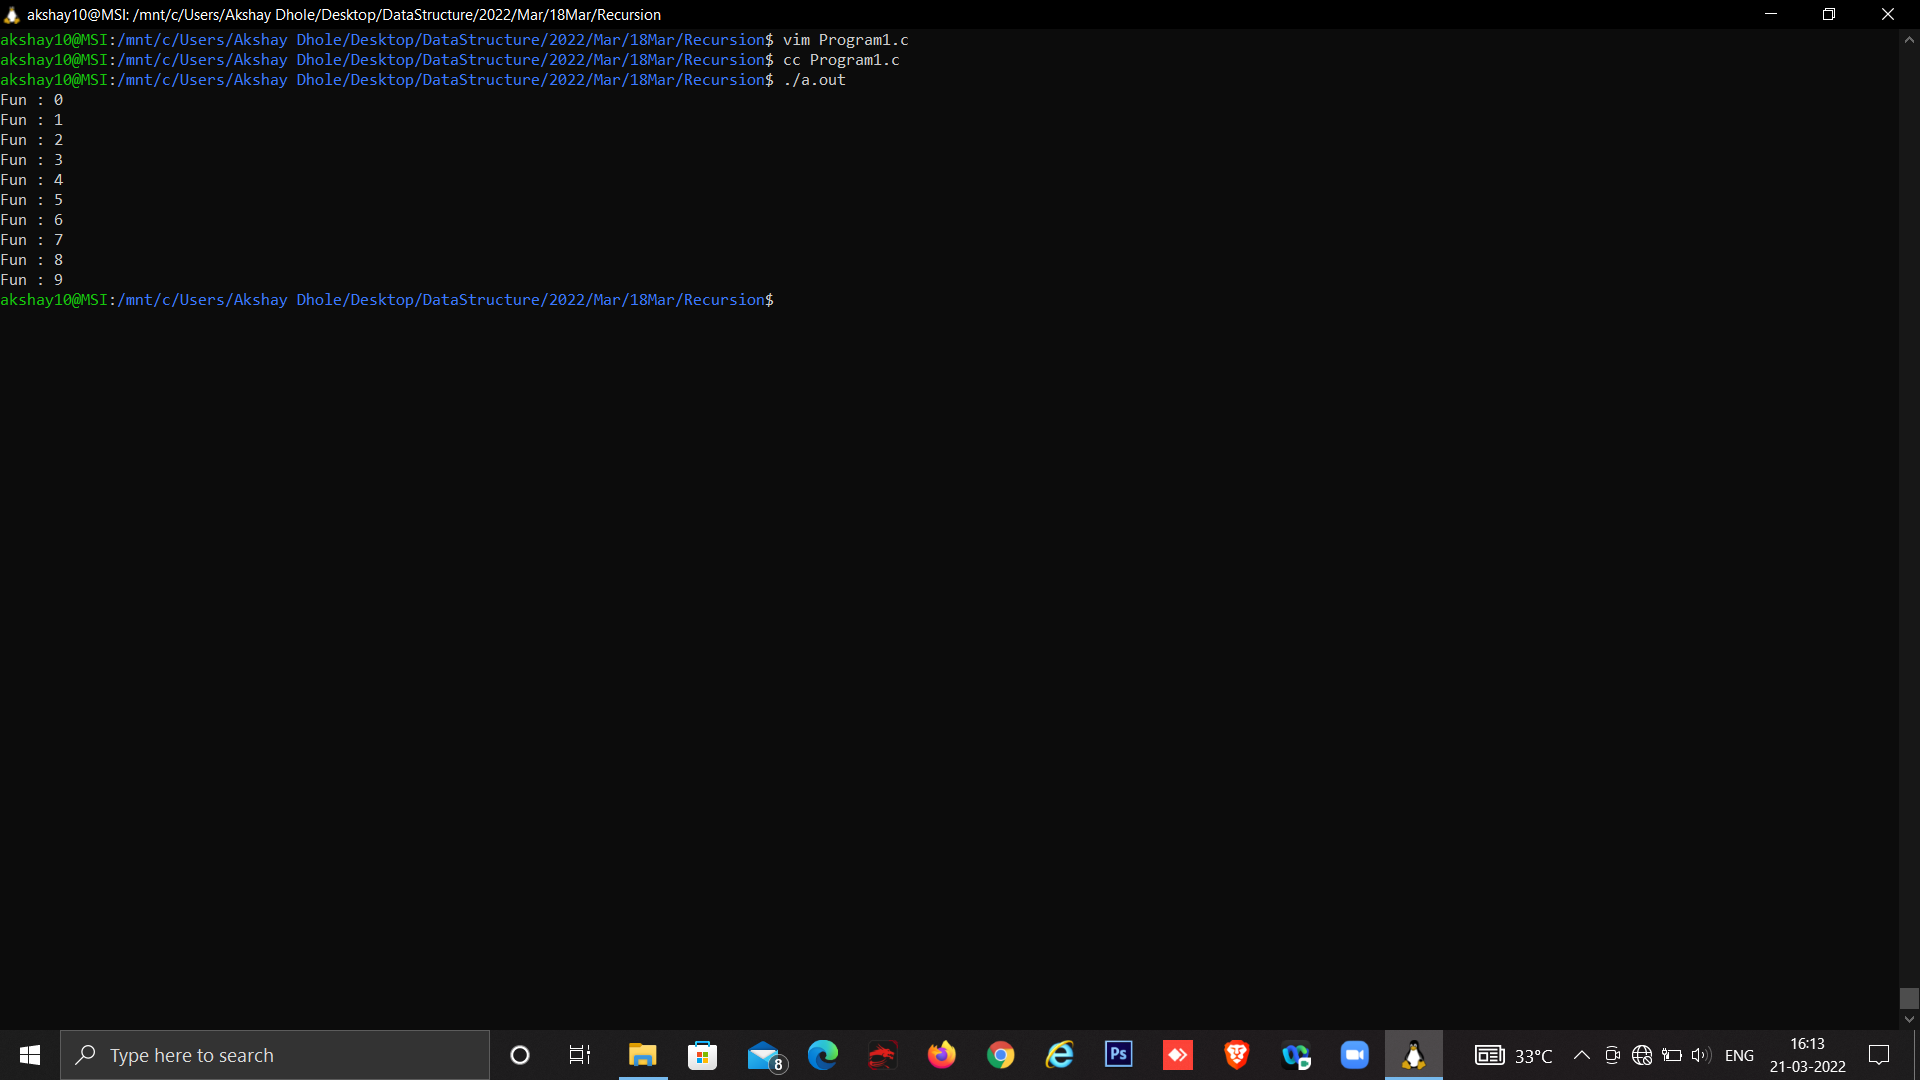 akshay10@MSI: /mnt/c/Users/Akshay Dhole/Desktop/DataStructure/2022/Mar/18Mar/Recursion
akshay10@MSI:/mnt/c/Users/Akshay Dhole/Desktop/DataStructure/2022/Mar/18Mar/Recursion$ vim Program1.c
akshay10@MSI:/mnt/c/Users/Akshay Dhole/Desktop/DataStructure/2022/Mar/18Mar/Recursion$ cc Program1.c
akshay10@MSI:/mnt/c/Users/Akshay Dhole/Desktop/DataStructure/2022/Mar/18Mar/Recursion$ ./a.out
Fun : 0
Fun : 1
Fun : 2
Fun : 3
Fun : 4
Fun : 5
Fun : 6
Fun : 7
Fun : 8
Fun : 9
akshay10@MSI:/mnt/c/Users/Akshay Dhole/Desktop/DataStructure/2022/Mar/18Mar/Recursion$
Type here to search
8
Ps
33°C
ENG
16:13
21-03-2022